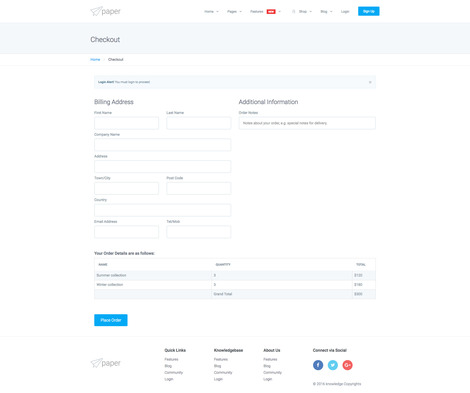 paper
Home Pages Features NEW Shop Blog Login Sign Up
Checkout
Home Checkout
Login Alert! You must login to proceed.
Billing Address
Additional Information
First Name Last Name
Order Notes
Notes about your order, e.g. special notes for delivery.
Company Name
Address
Town/City Post Code
Country
Email Address Tel/Mob
Your Order Details are as follows:
NAME QUANTITY TOTAL
Summer collection $120
Winter collection $180
Grand Total $300
Place Order
paper
Quick Links Knowledgebase About Us Connect via Social
Features Features Features
Blog Blog Blog
Community Community Community
Login Login Login
© 2016 Knowledge Copyrights